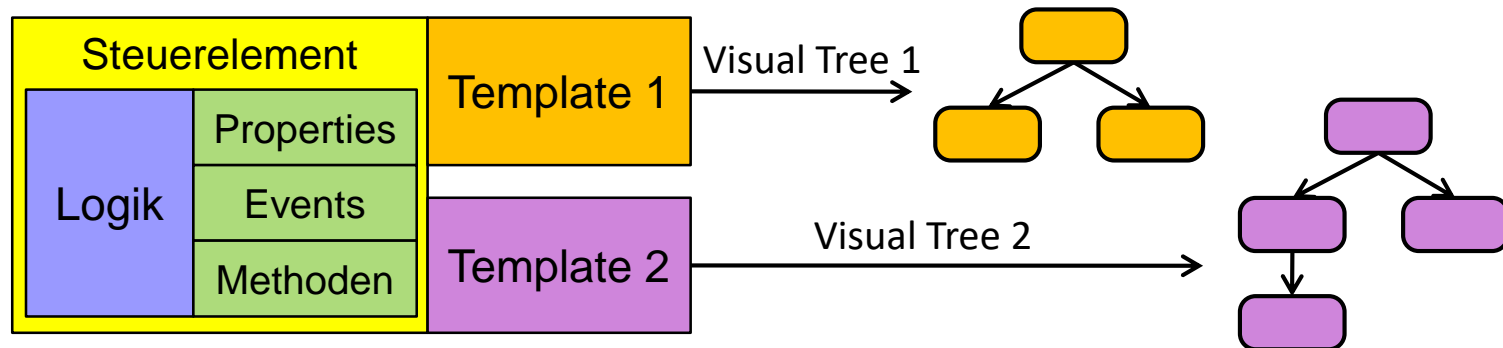 Steuerelement
Logik
Properties
Events
Methoden
Template 1
Visual Tree 1
Template 2
Visual Tree 2